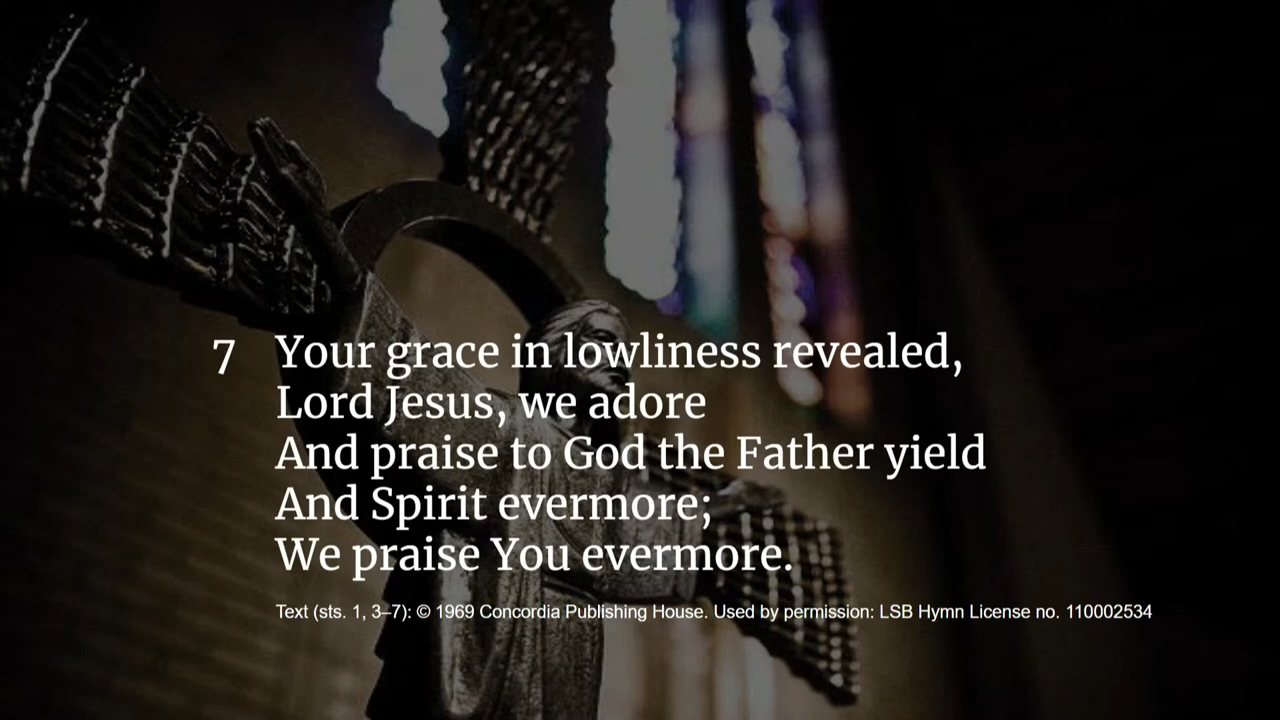 7 Your grace in lowliness revealed,
Lord Jesus, we adore
And praise to God the Father yield
And Spirit evermore;
We praise You evermore.
Text (sts. 1, 3–7): © 1969 Concordia Publishing House. Used by permission: LSB Hymn License no. 110002534